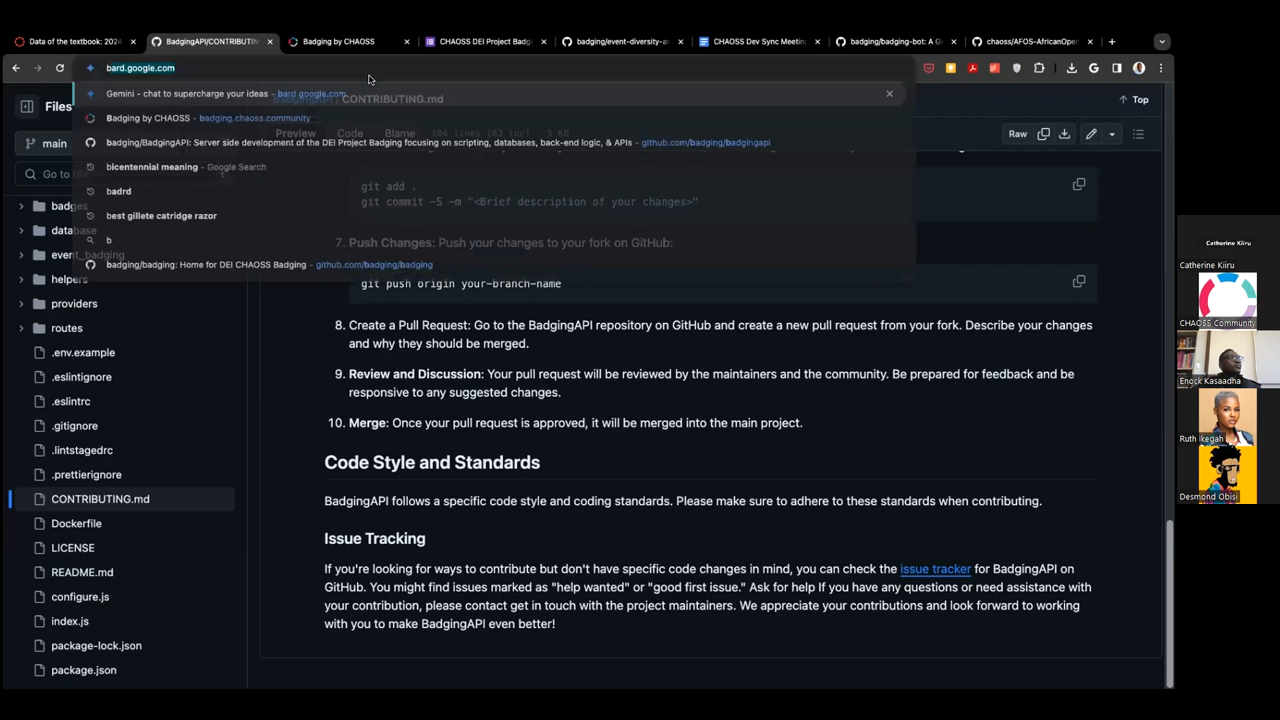 Data of the textbook: 2024
BadgingAPI/CONTRIBUTIN
Badging by CHAOSS
CHAOSS DEI Project Badg
badging/event-diversity-a
CHAOSS Dev Sync Meeting
badging/badging-bot: A G
chaoss/AFOS-AfricanOper
bard.google.com
Gemini - chat to supercharge your ideas - bard.google.com
Badging by CHAOSS - badging.chaoss.community
badging/BadgingAPI: Server side development of the DEI Project Badging focusing on scripting, databases, back-end logic, & APIs - github.com/badging/badgingapi
bicentennial meaning - Google Search
badrd
best gillete catridge razor
b
badging/badging: Home for DEI CHAOSS Badging - github.com/badging/badging
Files
main
Go to
badges
database
event_badging
helpers
providers
routes
.env.example
.eslintignore
.eslintrc
.gitignore
.lintstagedrc
.prettierignore
CONTRIBUTING.md
Dockerfile
LICENSE
README.md
configure.js
index.js
package-lock.json
package.json
CONTRIBUTING.md
Top
Preview
Code
Blame
104 lines (63 loc) · 5 KB
Raw
git add .
git commit -S -m "<Brief description of your changes>"
7. Push Changes: Push your changes to your fork on GitHub:
git push origin your-branch-name
8. Create a Pull Request: Go to the BadgingAPI repository on GitHub and create a new pull request from your fork. Describe your changes
and why they should be merged.
9. Review and Discussion: Your pull request will be reviewed by the maintainers and the community. Be prepared for feedback and be
responsive to any suggested changes.
10. Merge: Once your pull request is approved, it will be merged into the main project.
Code Style and Standards
BadgingAPI follows a specific code style and coding standards. Please make sure to adhere to these standards when contributing.
Issue Tracking
If you're looking for ways to contribute but don't have specific code changes in mind, you can check the issue tracker for BadgingAPI on
GitHub. You might find issues marked as "help wanted" or "good first issue." Ask for help If you have any questions or need assistance with
your contribution, please contact get in touch with the project maintainers. We appreciate your contributions and look forward to working
with you to make BadgingAPI even better!
Catherine Kiiru
Catherine Kiiru
CHAOSS Community
Enock Kasaadha
Ruth Ikegah
Desmond Obisi